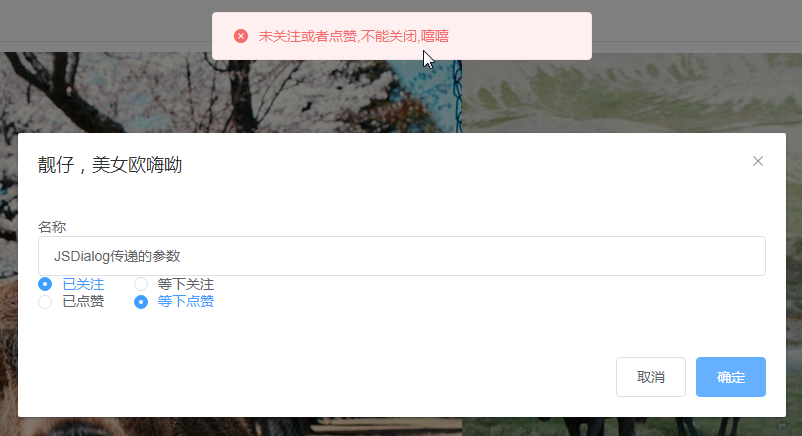 未关注或者点赞,不能关闭,嘻嘻
靓仔，美女欧嗨呦
名称
JSDialog传递的参数
已关注 等下关注
已点赞 等下点赞
取消 确定